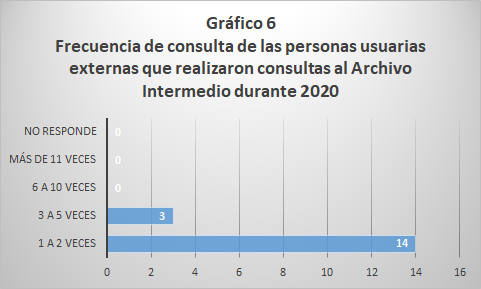 Gráfico 6
Frecuencia de consulta de las personas usuarias
externas que realizaron consultas al Archivo
Intermedio durante 2020
NO RESPONDE 0
MÁS DE 11 VECES 0
6 A 10 VECES 0
3 A 5 VECES 3
1 A 2 VECES 14
0 2 4 6 8 10 12 14 16